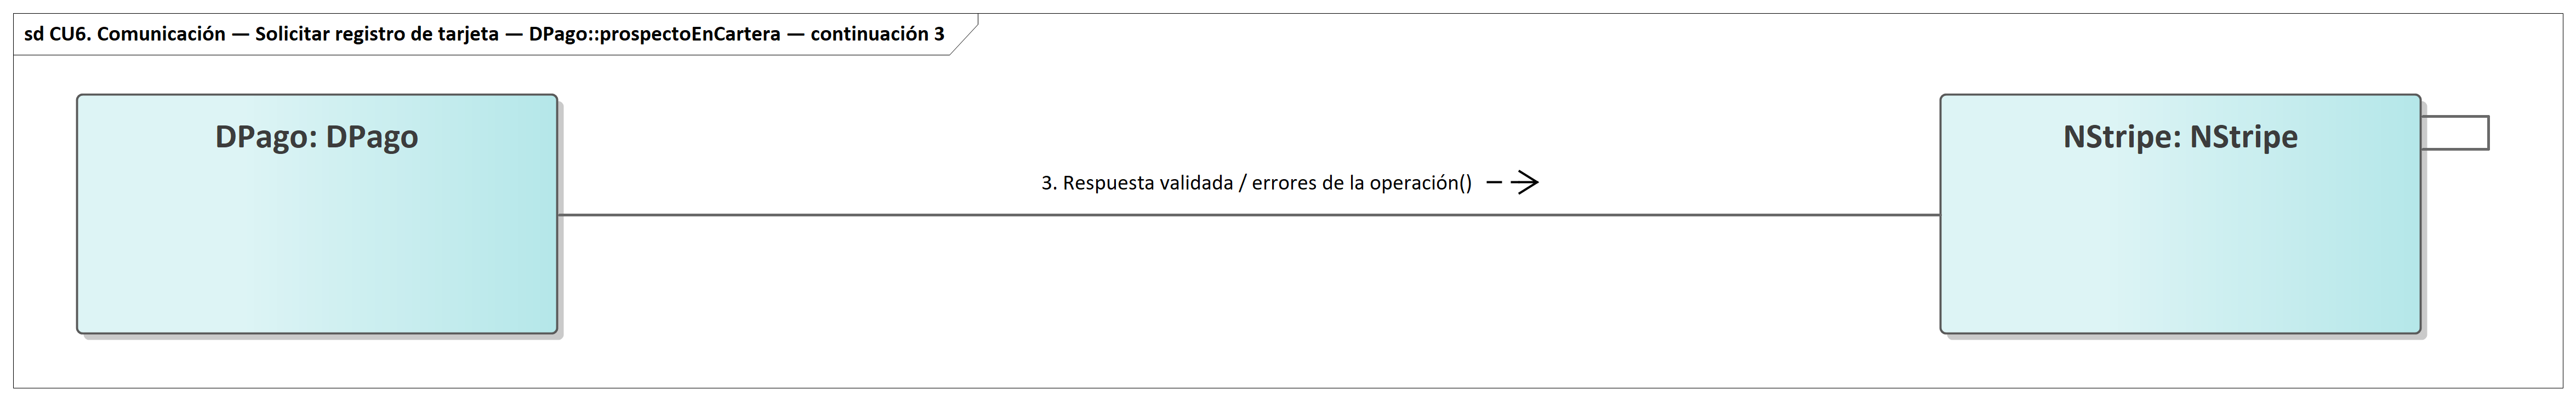 sd CU6. Comunicación — Solicitar registro de tarjeta — DPago::prospectoEnCartera — continuación 3
DPago: DPago
NStripe: NStripe
3. Respuesta validada / errores de la operación()